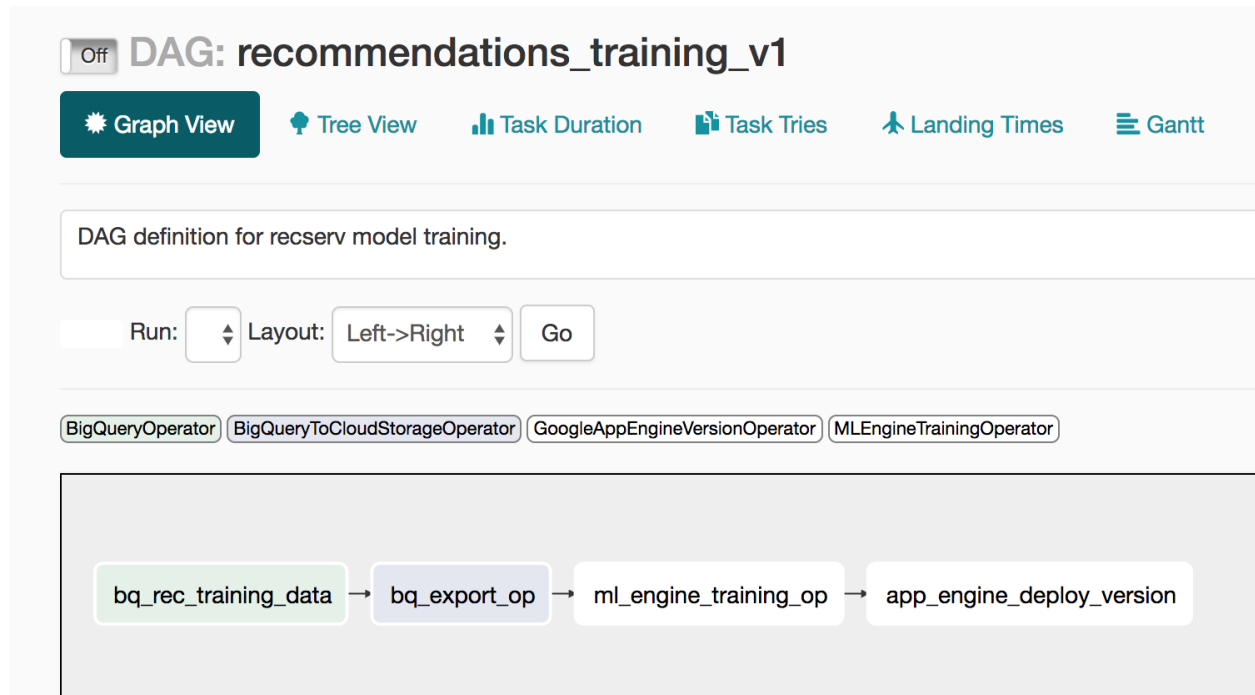 Off DAG: recommendations_training_v1
Graph View Tree View Task Duration Task Tries Landing Times Gantt
DAG definition for recserv model training.
Run: Layout: Left->Right Go
BigQueryOperator BigQueryToCloudStorageOperator GoogleAppEngineVersionOperator MLEngineTrainingOperator
bq_rec_training_data bq_export_op ml_engine_training_op app_engine_deploy_version